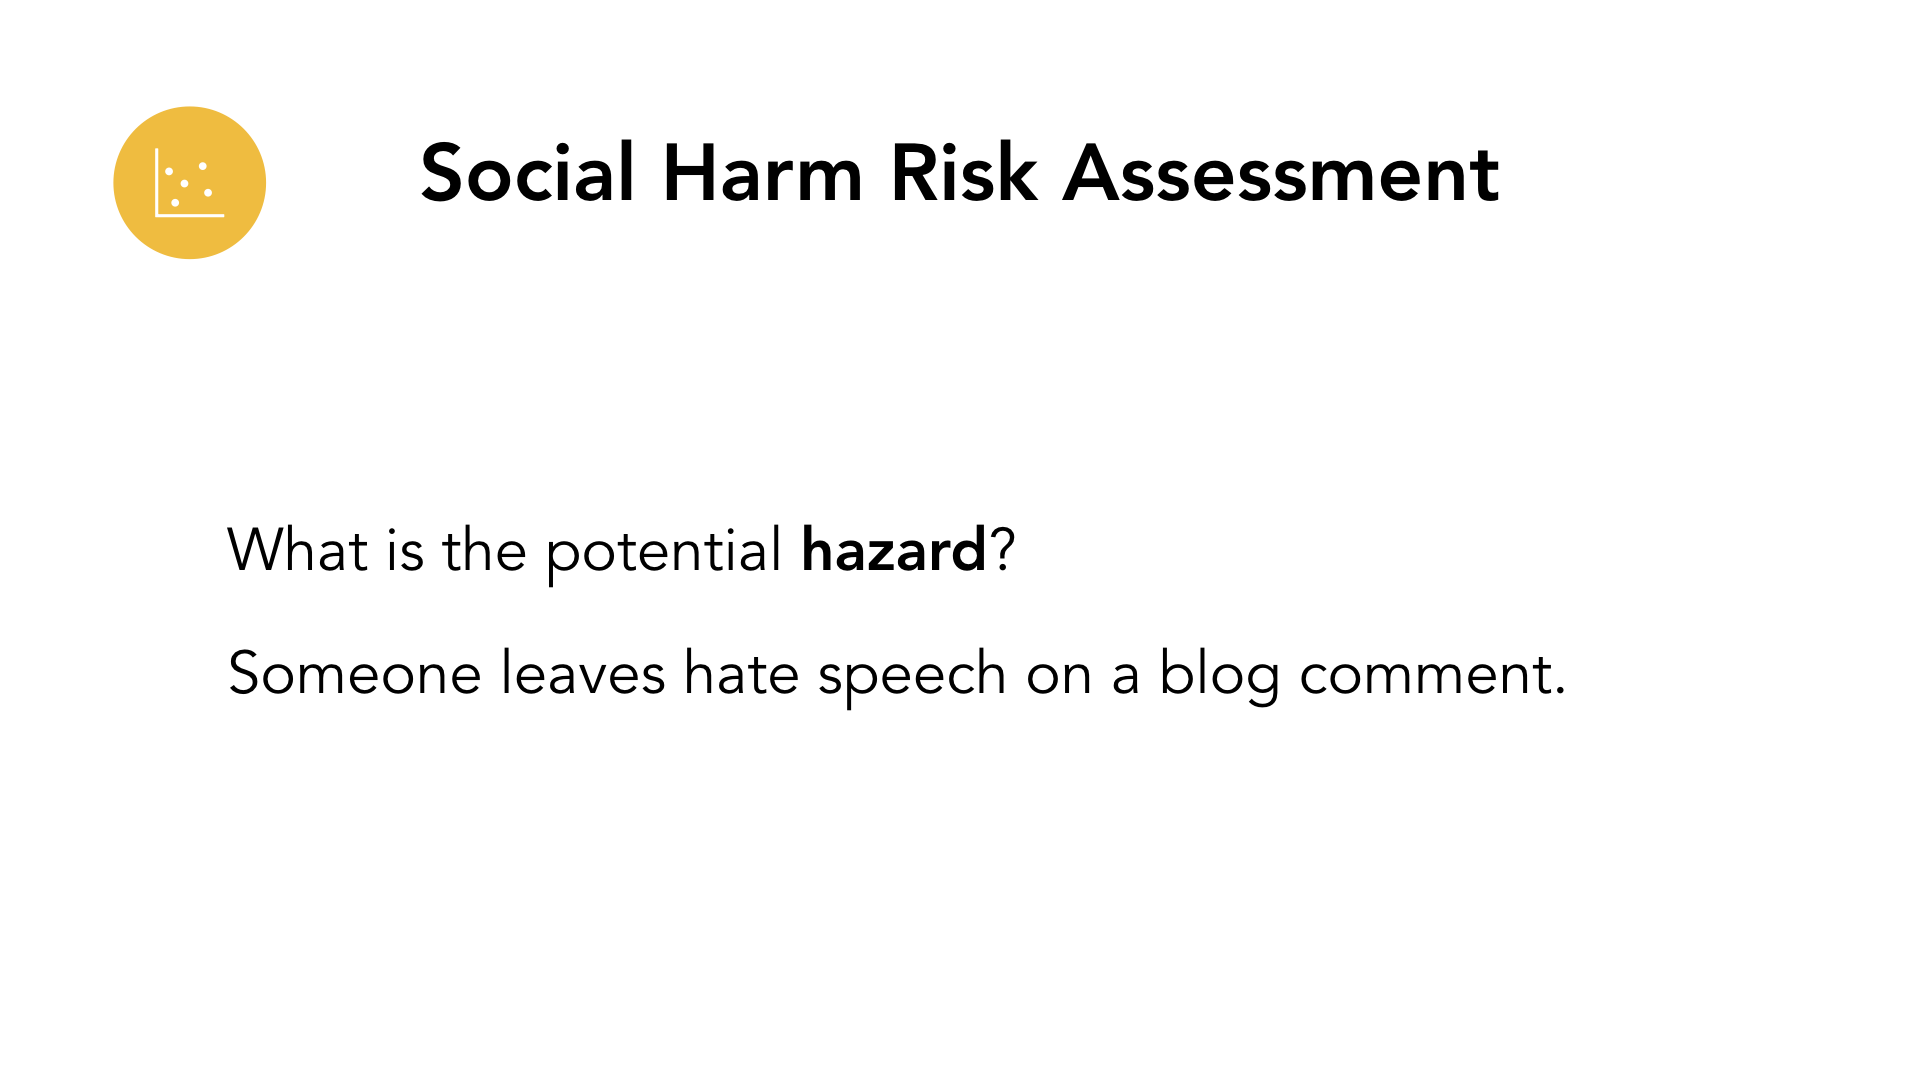 Social Harm Risk Assessment
What is the potential hazard?
Someone leaves hate speech on a blog comment.